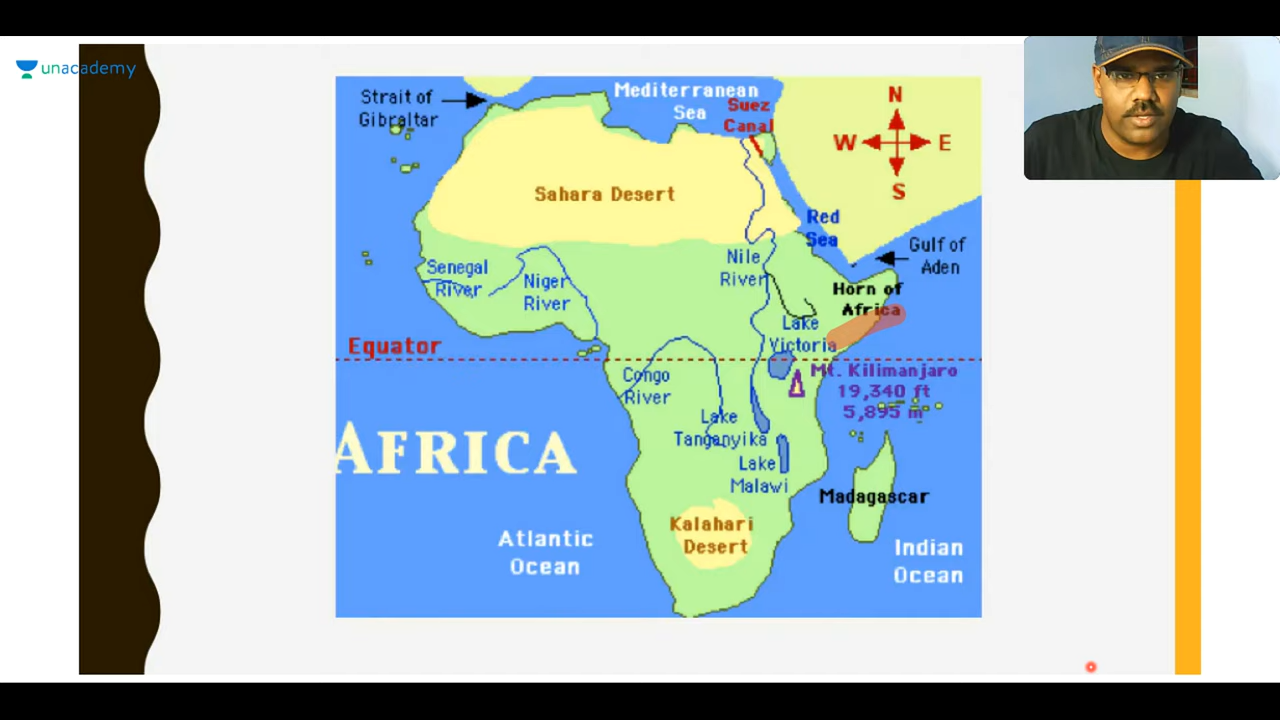 unacademy
Strait of
Gibraltar
Mediterranean
Sea
Suez
Canal
N
W
E
S
Sahara Desert
Red
Sea
Gulf of
Aden
Nile
River
Senegal
River
Niger
River
Horn of
Africa
Lake
Victoria
Equator
Mt. Kilimanjaro
19,340 ft
5,895 m
Congo
River
Lake
Tanganyika
Lake
Malawi
AFRICA
Madagascar
Kalahari
Desert
Atlantic
Ocean
Indian
Ocean